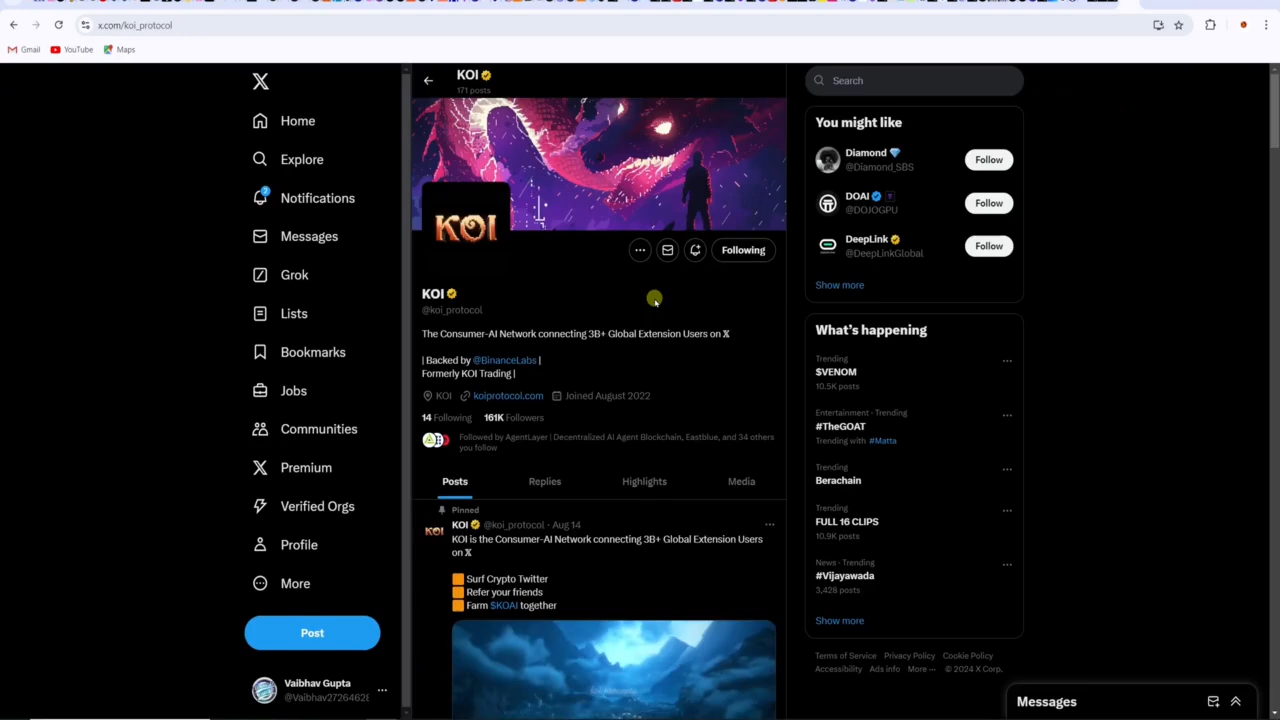 x.com/koi_protocol
Gmail
YouTube
Maps
Home
Explore
2
Notifications
Messages
Grok
Lists
Bookmarks
Jobs
Communities
Premium
Verified Orgs
Profile
More
Post
Vaibhav Gupta
@Vaibhav27264628
KOI
171 posts
KOI
Following
KOI
@koi_protocol
The Consumer-AI Network connecting 3B+ Global Extension Users on 𝕏
| Backed by @BinanceLabs |
Formerly KOI Trading |
KOI koiprotocol.com Joined August 2022
14 Following 161K Followers
Followed by AgentLayer | Decentralized AI Agent Blockchain, Eastblue, and 34 others
you follow
Posts Replies Highlights Media
Pinned
KOI
KOI @koi_protocol · Aug 14
KOI is the Consumer-AI Network connecting 3B+ Global Extension Users
on 𝕏
Surf Crypto Twitter
Refer your friends
Farm $KOAI together
Search
You might like
Diamond
@Diamond_SBS
Follow
DOAI
@DOJOGPU
Follow
DeepLink
@DeepLinkGlobal
Follow
Show more
What's happening
Trending
$VENOM
10.5K posts
Entertainment · Trending
#TheGOAT
Trending with #Matta
Trending
Berachain
Trending
FULL 16 CLIPS
10.9K posts
News · Trending
#Vijayawada
3,428 posts
Show more
Terms of Service Privacy Policy Cookie Policy
Accessibility Ads info More ··· © 2024 X Corp.
Messages